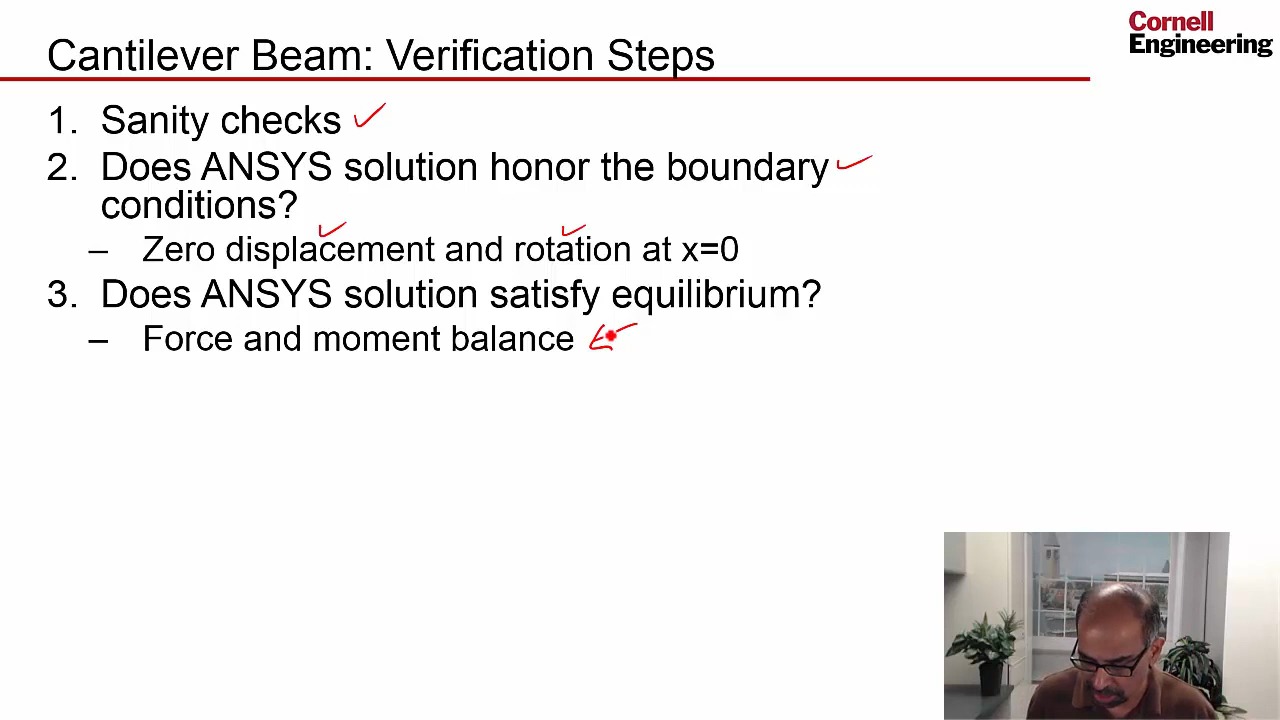 Cantilever Beam: Verification Steps
Cornell
Engineering
1. Sanity checks
2. Does ANSYS solution honor the boundary
conditions?
– Zero displacement and rotation at x=0
3. Does ANSYS solution satisfy equilibrium?
– Force and moment balance